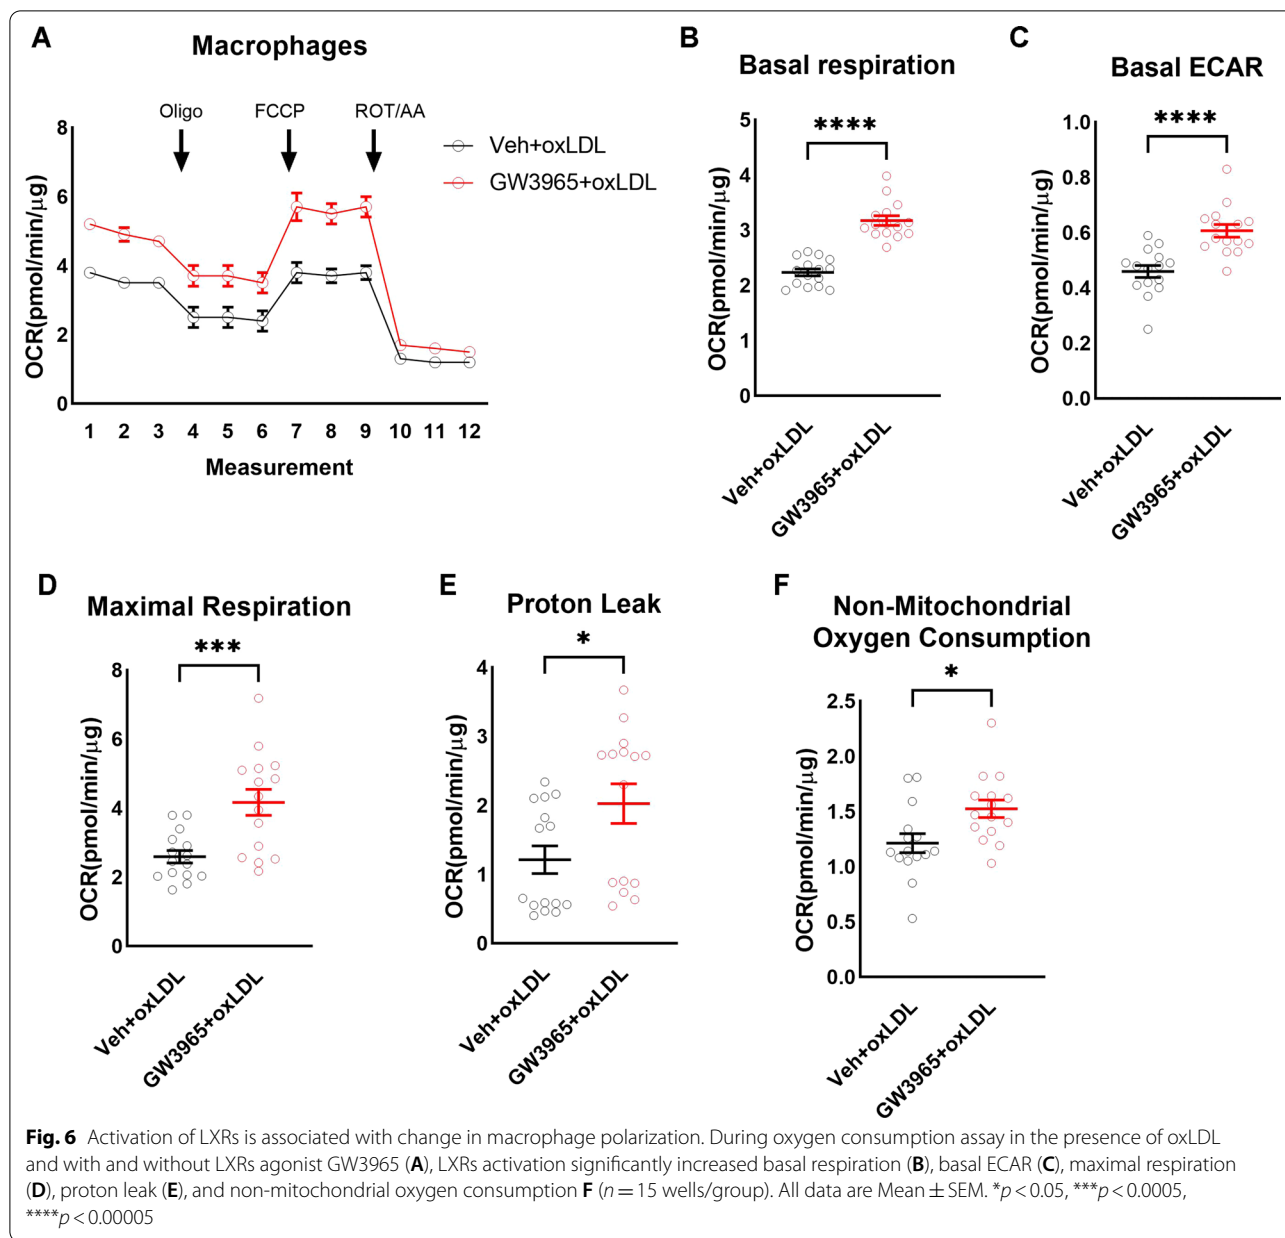 A
Macrophages
Oligo
FCCP
ROT/AA
Veh+oxLDL
GW3965+oxLDL
OCR(pmol/min/μg)
8
6
4
2
0
1 2 3 4 5 6 7 8 9 10 11 12
Measurement
B
Basal respiration
****
OCR(pmol/min/μg)
5
4
3
2
1
0
Veh+oxLDL
GW3965+oxLDL
C
Basal ECAR
****
OCR(pmol/min/μg)
1.0
0.8
0.6
0.4
0.2
0.0
Veh+oxLDL
GW3965+oxLDL
D
Maximal Respiration
***
OCR(pmol/min/μg)
8
6
4
2
0
Veh+oxLDL
GW3965+oxLDL
E
Proton Leak
*
OCR(pmol/min/μg)
4
3
2
1
0
Veh+oxLDL
GW3965+oxLDL
F
Non-Mitochondrial
Oxygen Consumption
*
OCR(pmol/min/μg)
2.5
2.0
1.5
1.0
0.5
0.0
Veh+oxLDL
GW3965+oxLDL
Fig. 6 Activation of LXRs is associated with change in macrophage polarization. During oxygen consumption assay in the presence of oxLDL
and with and without LXRs agonist GW3965 (A), LXRs activation significantly increased basal respiration (B), basal ECAR (C), maximal respiration
(D), proton leak (E), and non-mitochondrial oxygen consumption F (n = 15 wells/group). All data are Mean ± SEM. *p < 0.05, ***p < 0.0005,
****p < 0.00005